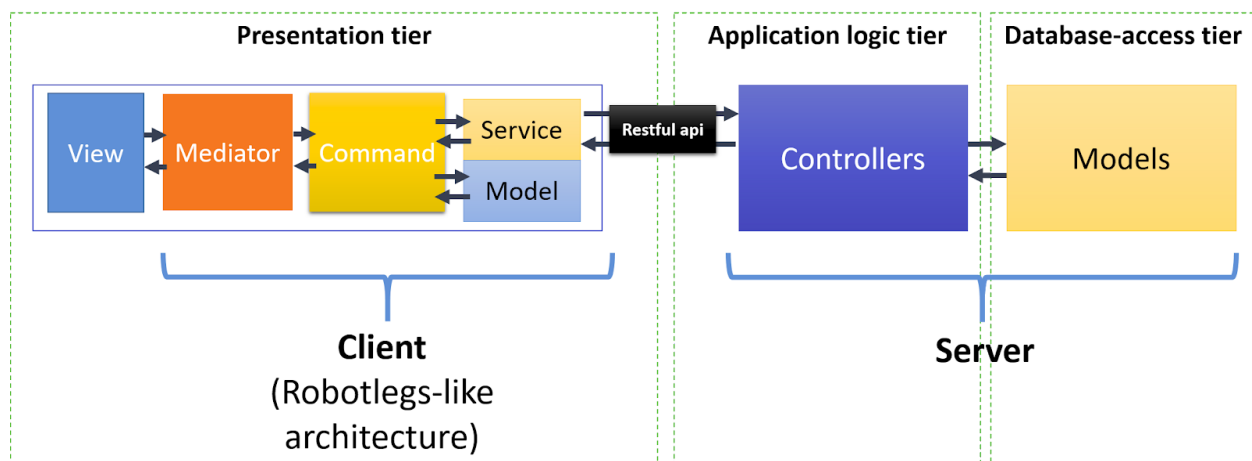 Presentation tier
Application logic tier
Database-access tier
View
Mediator
Command
Service
Model
Restful api
Controllers
Models
Client
(Robotlegs-like
architecture)
Server